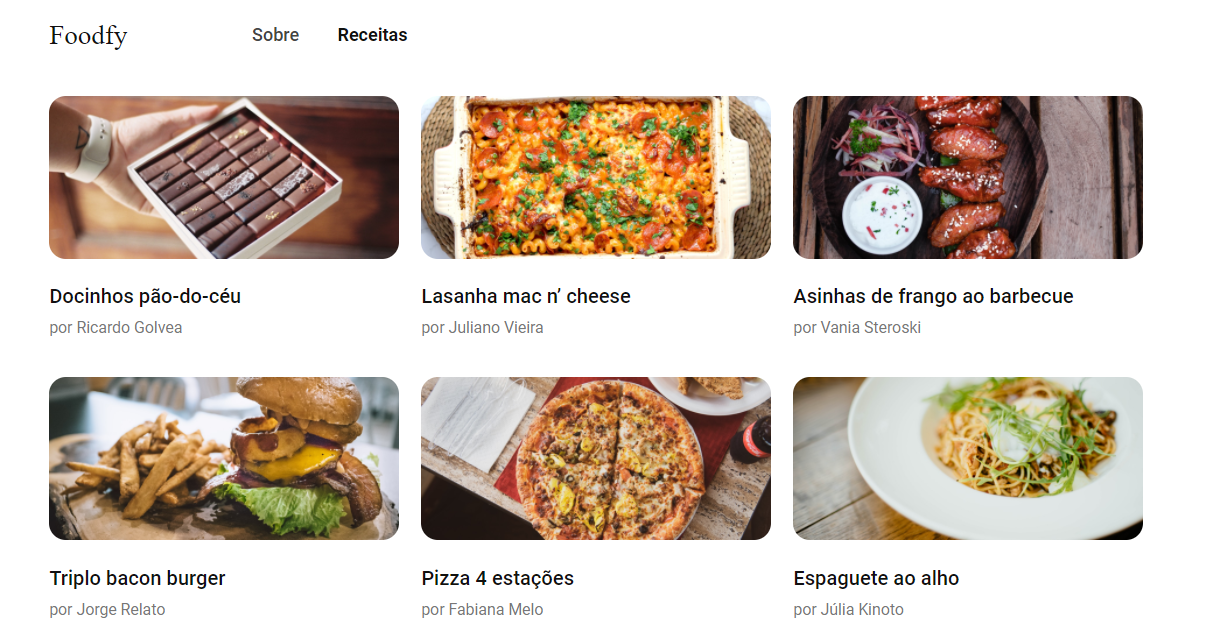 Foodfy
Sobre
Receitas
Docinhos pão-do-céu
por Ricardo Golvea
Lasanha mac n’ cheese
por Juliano Vieira
Asinhas de frango ao barbecue
por Vania Steroski
Triplo bacon burger
por Jorge Relato
Pizza 4 estações
por Fabiana Melo
Espaguete ao alho
por Júlia Kinoto